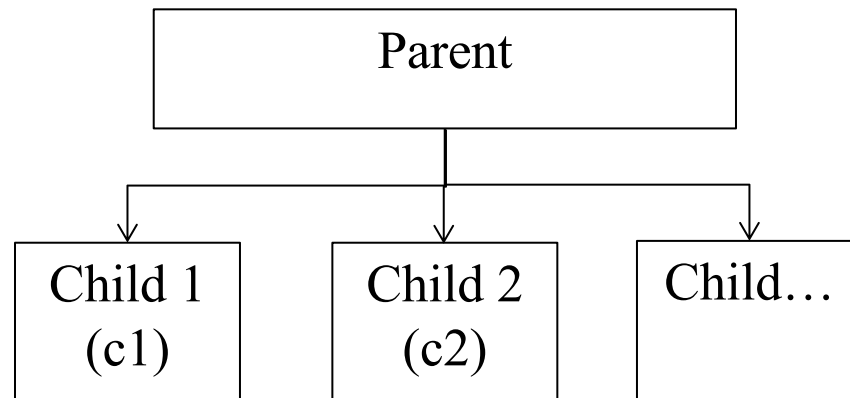 Parent
Child 1
(c1)
Child 2
(c2)
Child…